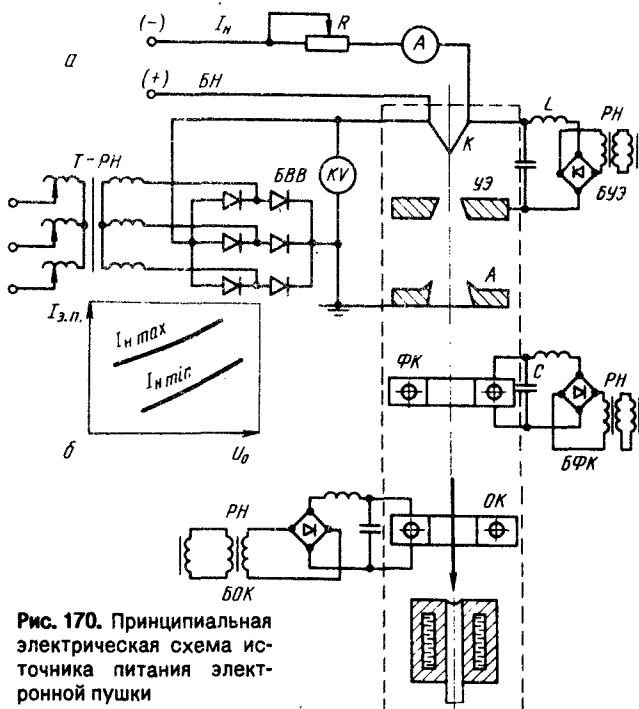 (-) Iн R А
а
(+) БН
К L РН
Т-РН БВВ KV УЭ БУЭ
А
Iэ.п. Iн max
Iн min
б U₀
ФК С РН
БФК
РН ОК
БОК
Рис. 170. Принципиальная
электрическая схема ис-
точника питания элект-
ронной пушки